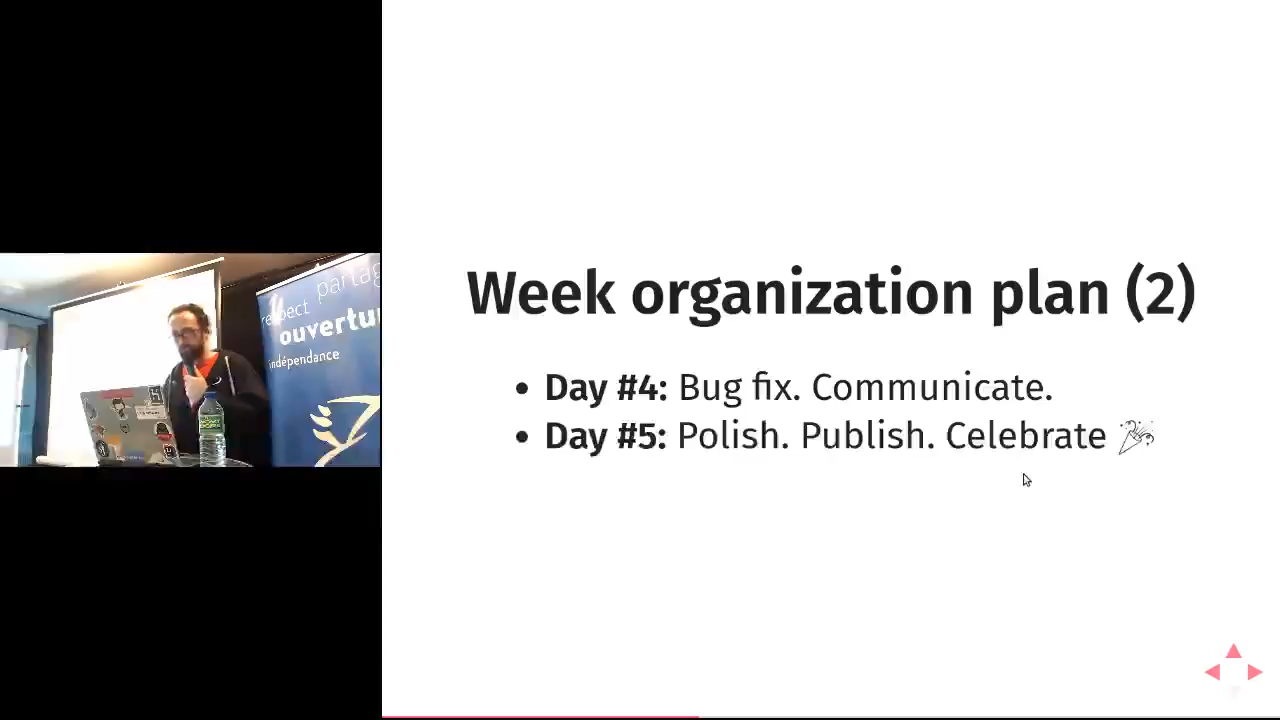 Week organization plan (2)
• Day #4: Bug fix. Communicate.
• Day #5: Polish. Publish. Celebrate 🎉
partag
respect
ouvertu
indépendance